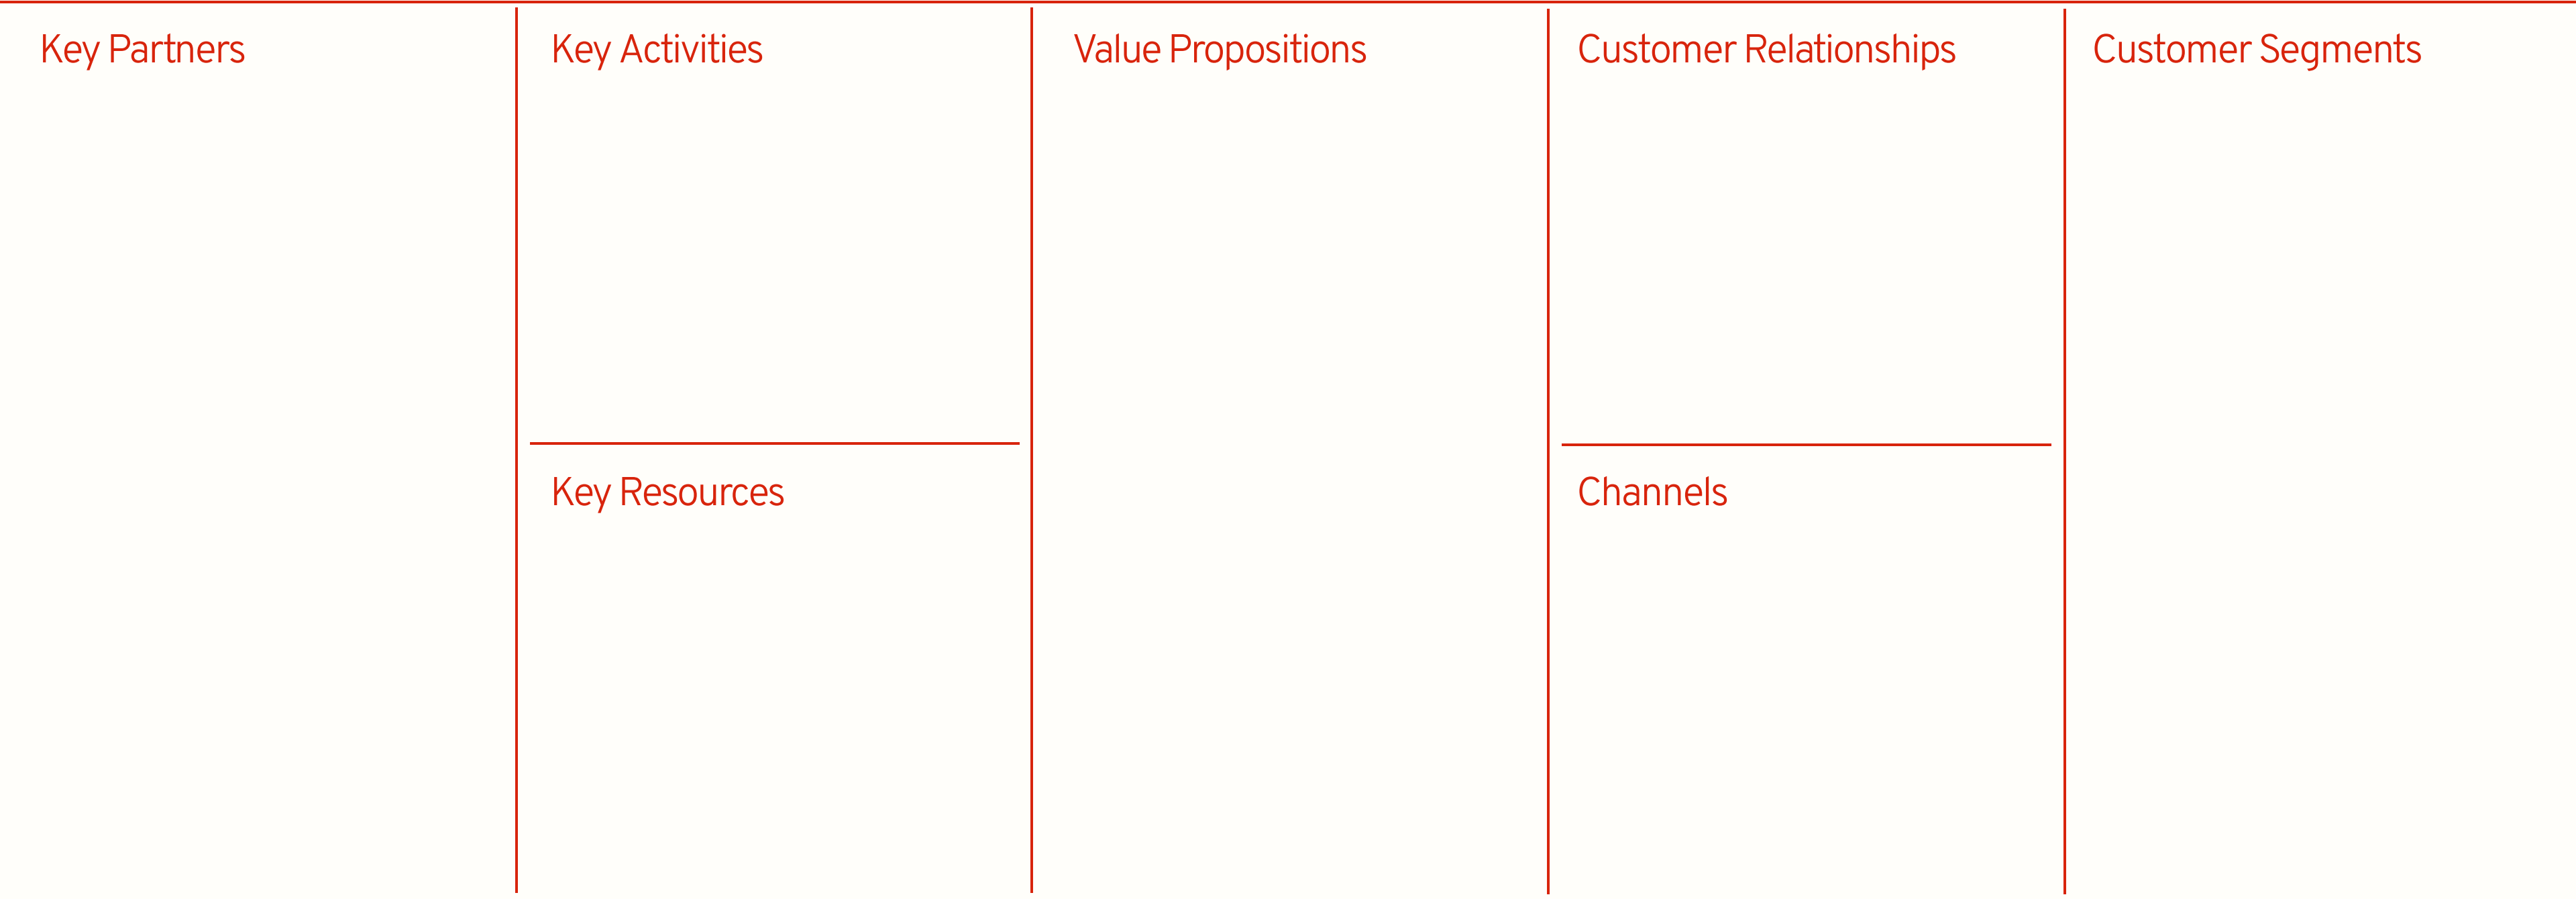 Key Partners
Key Activities
Key Resources
Value Propositions
Customer Relationships
Channels
Customer Segments